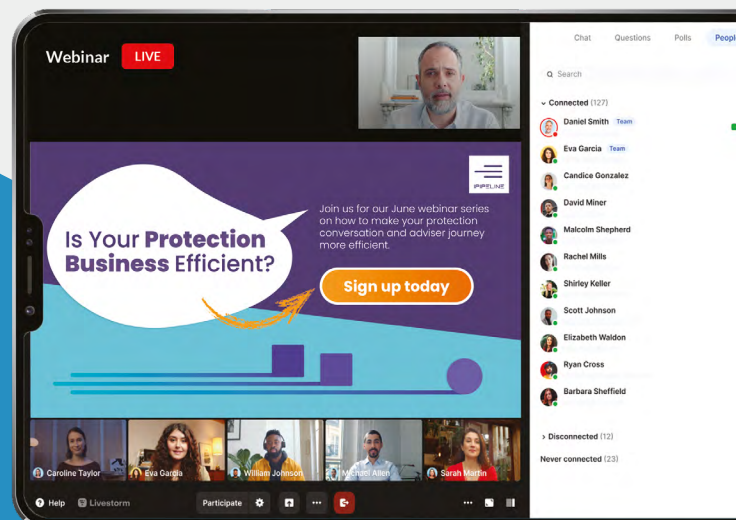 Webinar LIVE
IPIPELINE
Is Your Protection
Business Efficient?
Join us for our June webinar series
on how to make your protection
conversation and adviser journey
more efficient.
Sign up today
Caroline Taylor
Eva Garcia
William Johnson
Michael Allen
Sarah Martin
Help
Livestorm
Participate
Chat Questions Polls
Search
Connected (127)
Daniel Smith Team
Eva Garcia Team
Candice Gonzalez
David Miner
Malcolm Shepherd
Rachel Mills
Shirley Keller
Scott Johnson
Elizabeth Waldon
Ryan Cross
Barbara Sheffield
Disconnected (12)
Never connected (23)